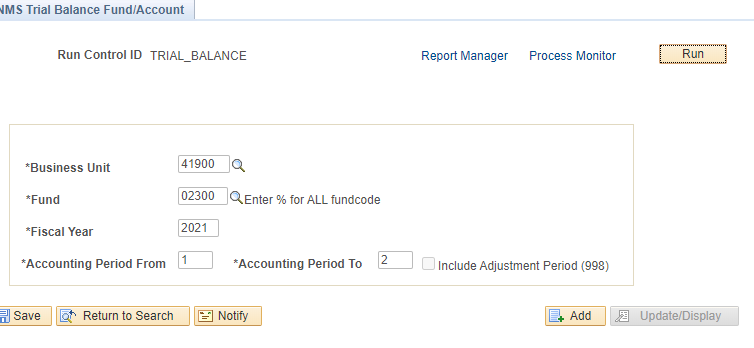 NMS Trial Balance Fund/Account
Run Control ID TRIAL_BALANCE Report Manager Process Monitor Run
*Business Unit 41900
*Fund 02300 Enter % for ALL fundcode
*Fiscal Year 2021
*Accounting Period From 1 *Accounting Period To 2 Include Adjustment Period (998)
Save Return to Search Notify Add Update/Display